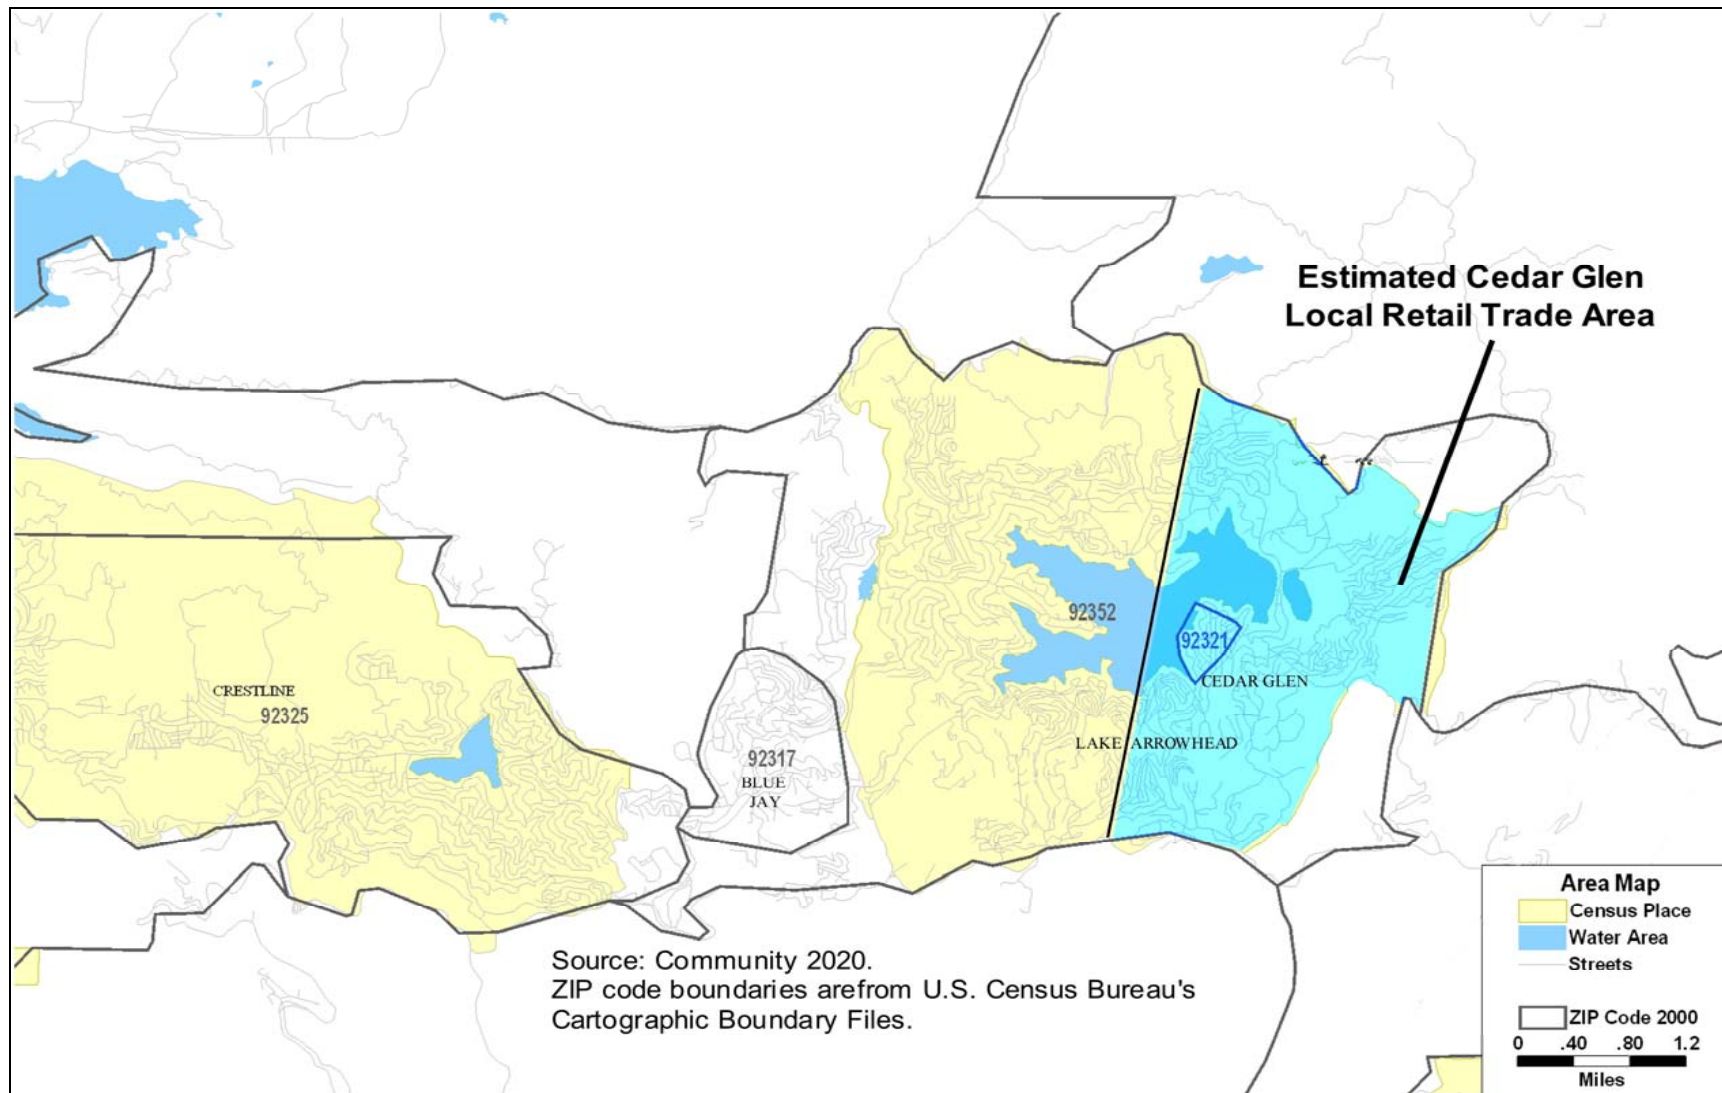 Estimated Cedar Glen
Local Retail Trade Area
92352
92321
CEDAR GLEN
CRESTLINE
92325
LAKE ARROWHEAD
92317
BLUE
JAY
Source: Community 2020.
ZIP code boundaries arefrom U.S. Census Bureau's
Cartographic Boundary Files.
Area Map
Census Place
Water Area
Streets
ZIP Code 2000
0 .40 .80 1.2
Miles